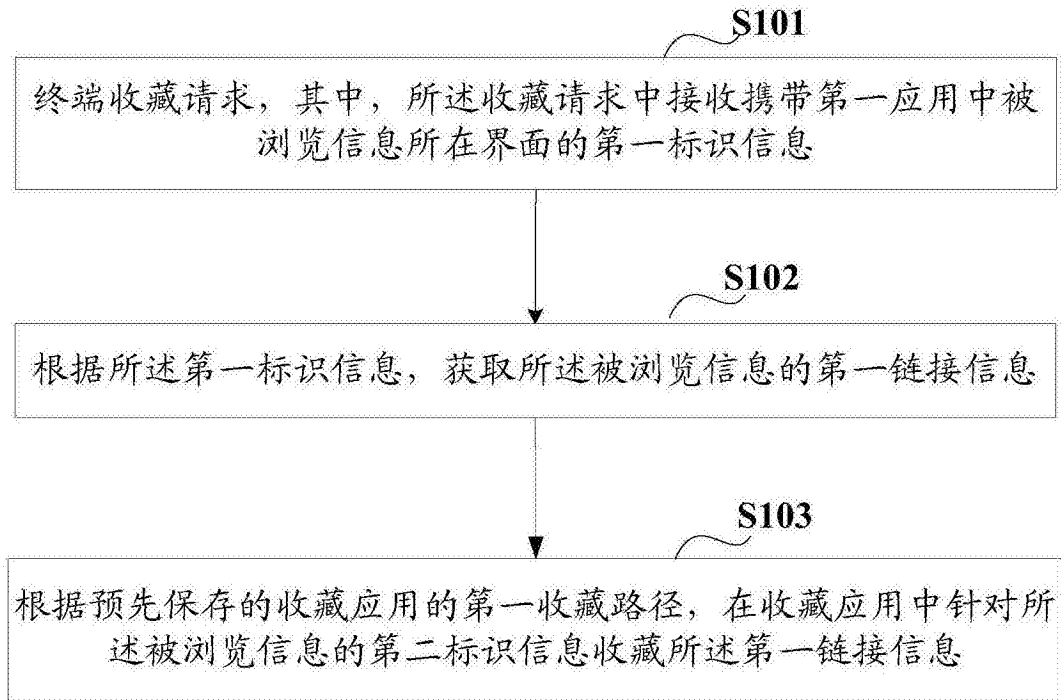 S101
终端收藏请求，其中，所述收藏请求中接收携带第一应用中被
浏览信息所在界面的第一标识信息
S102
根据所述第一标识信息，获取所述被浏览信息的第一链接信息
S103
根据预先保存的收藏应用的第一收藏路径，在收藏应用中针对所
述被浏览信息的第二标识信息收藏所述第一链接信息